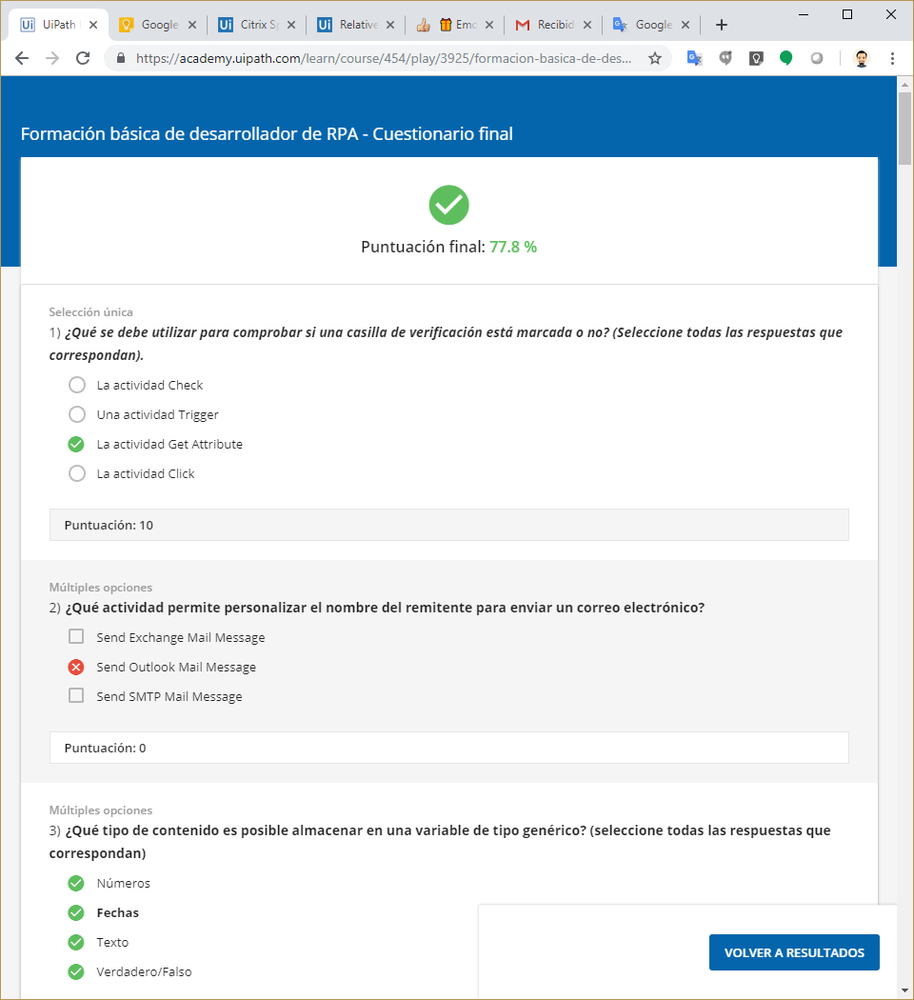 UiPath
Google
Citrix Sp
Relative
Emo
Recibid
Google
https://academy.uipath.com/learn/course/454/play/3925/formacion-basica-de-des...
Formación básica de desarrollador de RPA - Cuestionario final
Puntuación final: 77.8 %
Selección única
1) ¿Qué se debe utilizar para comprobar si una casilla de verificación está marcada o no? (Seleccione todas las respuestas que
correspondan).
La actividad Check
Una actividad Trigger
La actividad Get Attribute
La actividad Click
Puntuación: 10
Múltiples opciones
2) ¿Qué actividad permite personalizar el nombre del remitente para enviar un correo electrónico?
Send Exchange Mail Message
Send Outlook Mail Message
Send SMTP Mail Message
Puntuación: 0
Múltiples opciones
3) ¿Qué tipo de contenido es posible almacenar en una variable de tipo genérico? (seleccione todas las respuestas que
correspondan)
Números
Fechas
Texto
Verdadero/Falso
VOLVER A RESULTADOS